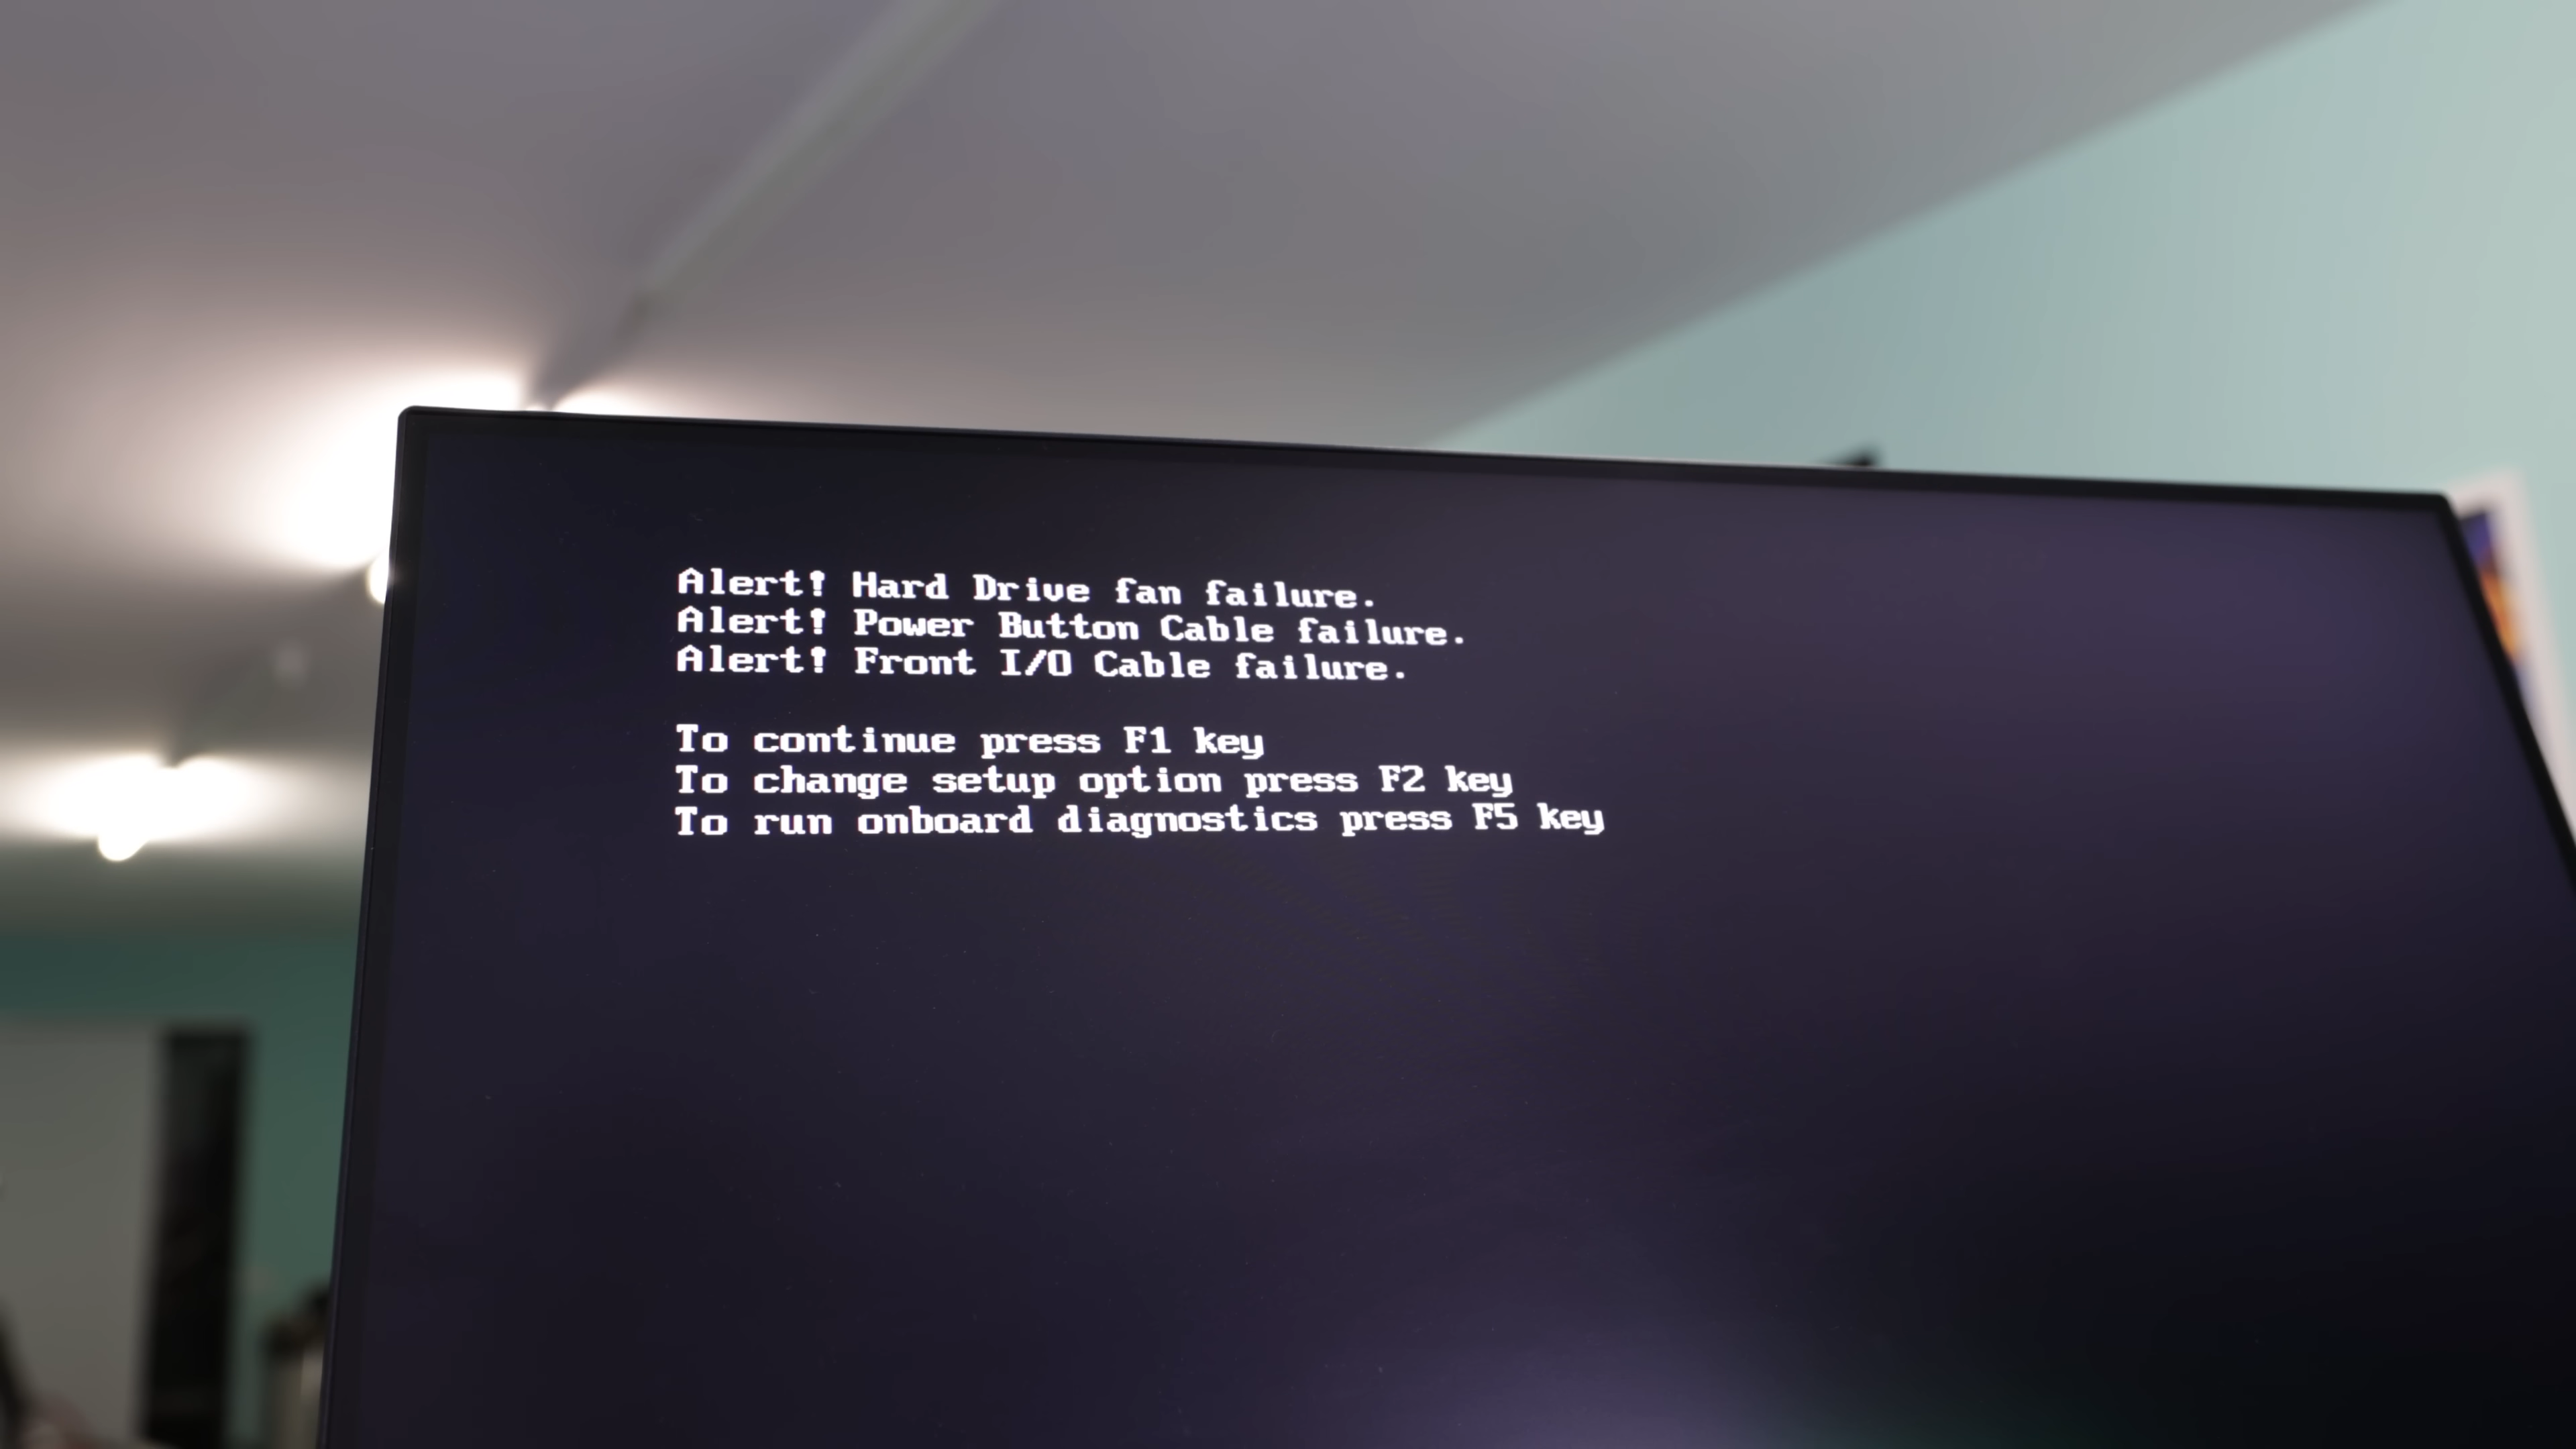 Alert! Hard Drive fan failure.
Alert! Power Button Cable failure.
Alert! Front I/O Cable failure.
To continue press F1 key
To change setup option press F2 key
To run onboard diagnostics press F5 key